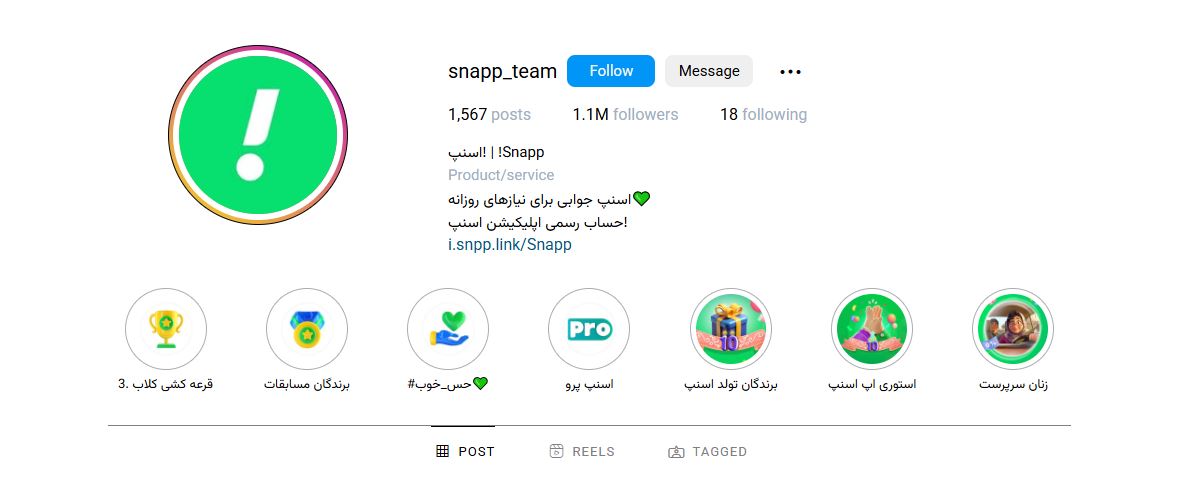 snapp_team Follow Message
1,567 posts 1.1M followers 18 following
اسنپ! | !Snapp
Product/service
اسنپ جوابی برای نیازهای روزانه💚
حساب رسمی اپلیکیشن اسنپ!
i.snpp.link/Snapp
Pro
10
10
قرعه کشی کلاب .3
برندگان مسابقات
#حس_خوب💚
اسنپ پرو
برندگان تولد اسنپ
استوری اپ اسنپ
زنان سرپرست
POST REELS TAGGED